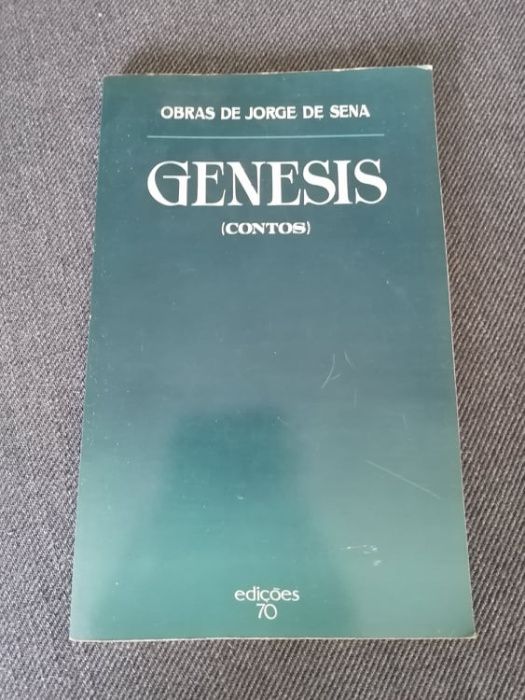 OBRAS DE JORGE DE SENA
GENESIS
(CONTOS)
edições
70